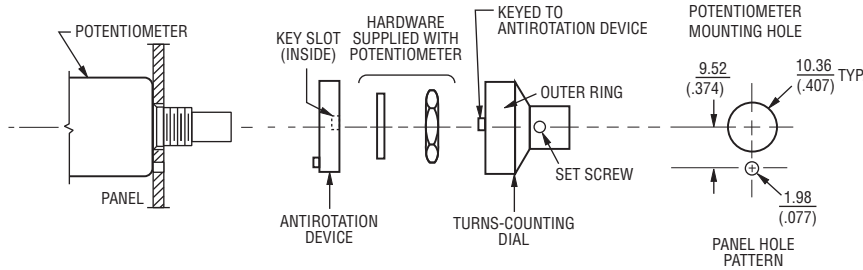 POTENTIOMETER
PANEL
KEY SLOT
(INSIDE)
ANTIROTATION
DEVICE
HARDWARE
SUPPLIED WITH
POTENTIOMETER
KEYED TO
ANTIROTATION DEVICE
OUTER RING
SET SCREW
TURNS-COUNTING
DIAL
POTENTIOMETER
MOUNTING HOLE
9.52
(.374)
10.36
(.407) TYP
1.98
(.077)
PANEL HOLE
PATTERN